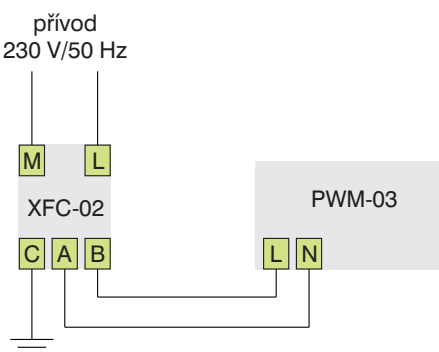 přívod
230 V/50 Hz
M L
XFC-02
PWM-03
C A B
L N